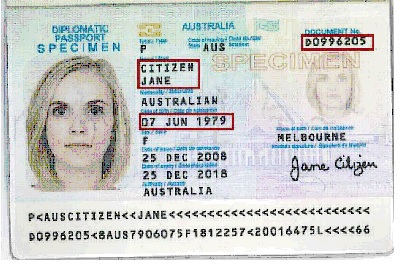 DIPLOMATIC
PASSPORT
SPECIMEN
AUSTRALIA
P AUS
DOCUMENT No.
D0996205
SPECIMEN
CITIZEN
JANE
AUSTRALIAN
07 JUN 1979
F
MELBOURNE
25 DEC 2008
25 DEC 2018
AUSTRALIA
Jane Citizen
P<AUSCITIZEN<<JANE<<<<<<<<<<<<<<<<<<<<<<<<<
D0996205<8AUS7906075F1812257<20016475L<<<<66